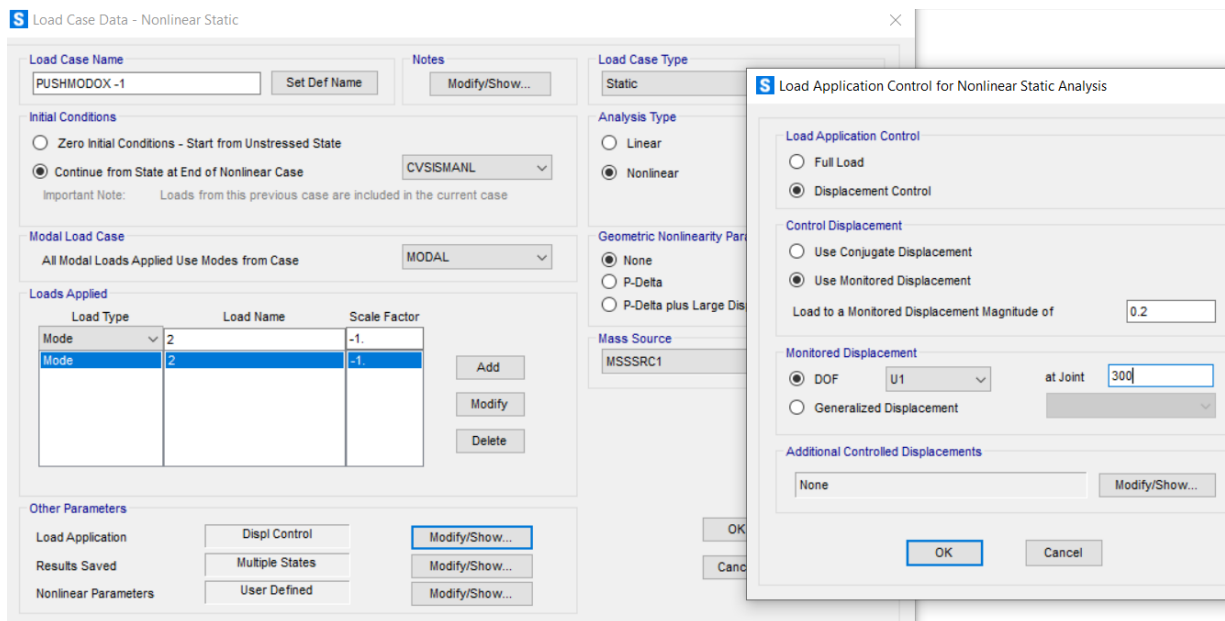 S Load Case Data - Nonlinear Static
Load Case Name
PUSHMODOX -1
Set Def Name
Notes
Modify/Show...
Load Case Type
Static
Initial Conditions
Zero Initial Conditions - Start from Unstressed State
Continue from State at End of Nonlinear Case
CVSISMANL
Important Note: Loads from this previous case are included in the current case
Analysis Type
Linear
Nonlinear
Modal Load Case
All Modal Loads Applied Use Modes from Case
MODAL
Geometric Nonlinearity Para
None
P-Delta
P-Delta plus Large Dis
Loads Applied
Load Type Load Name Scale Factor
Mode 2 -1.
Mode 2 -1.
Add
Modify
Delete
Mass Source
MSSSRC1
Other Parameters
Load Application Displ Control Modify/Show...
Results Saved Multiple States Modify/Show...
Nonlinear Parameters User Defined Modify/Show...
OK
Canc
S Load Application Control for Nonlinear Static Analysis
Load Application Control
Full Load
Displacement Control
Control Displacement
Use Conjugate Displacement
Use Monitored Displacement
Load to a Monitored Displacement Magnitude of 0.2
Monitored Displacement
DOF U1 at Joint 300
Generalized Displacement
Additional Controlled Displacements
None Modify/Show...
OK Cancel